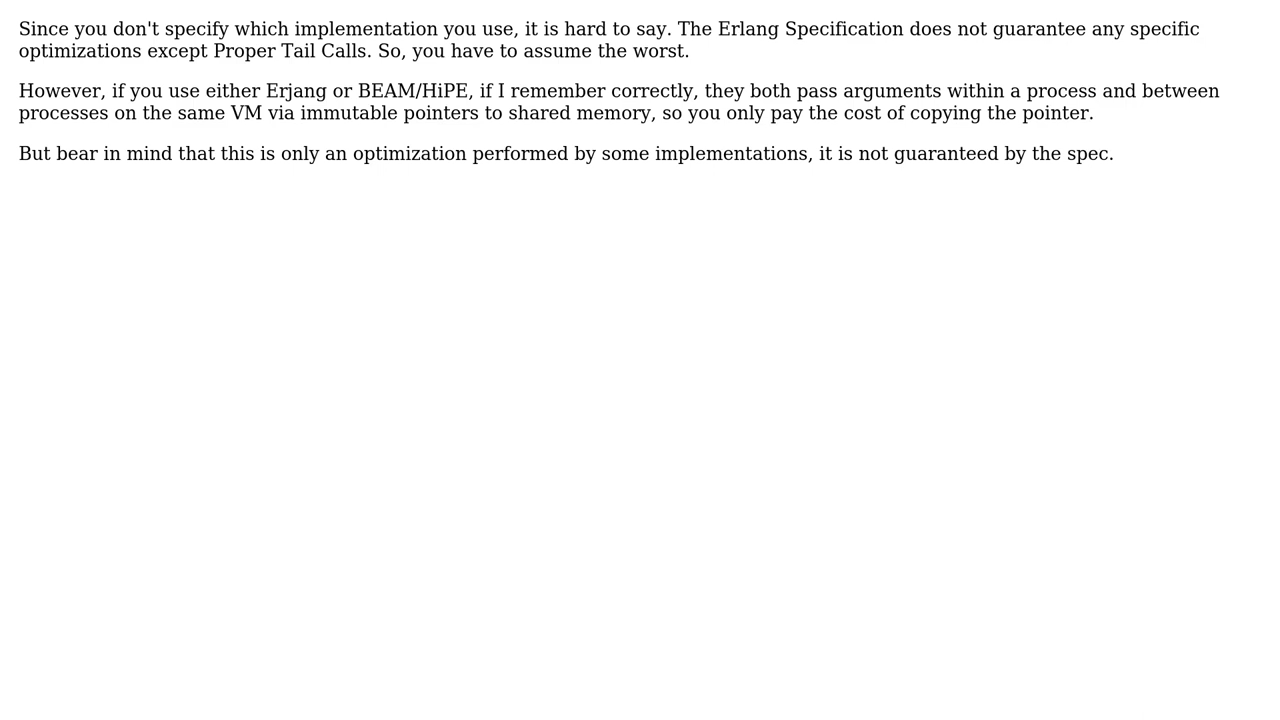 Since you don't specify which implementation you use, it is hard to say. The Erlang Specification does not guarantee any specific
optimizations except Proper Tail Calls. So, you have to assume the worst.
However, if you use either Erjang or BEAM/HiPE, if I remember correctly, they both pass arguments within a process and between
processes on the same VM via immutable pointers to shared memory, so you only pay the cost of copying the pointer.
But bear in mind that this is only an optimization performed by some implementations, it is not guaranteed by the spec.